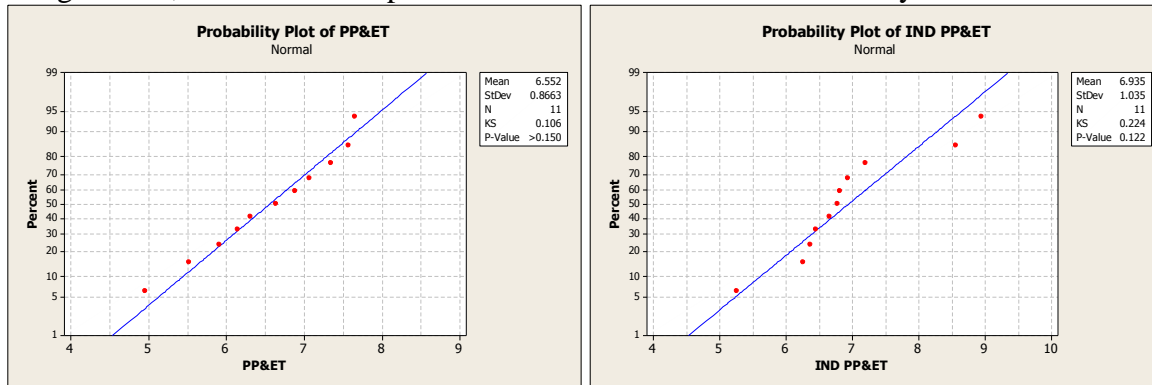 Probability Plot of PP&ET
Normal
99
95
90
80
70
60
50
40
30
20
10
5
1
Percent
4 5 6 7 8 9
PP&ET
Mean 6.552
StDev 0.8663
N 11
KS 0.106
P-Value >0.150
Probability Plot of IND PP&ET
Normal
99
95
90
80
70
60
50
40
30
20
10
5
1
Percent
4 5 6 7 8 9 10
IND PP&ET
Mean 6.935
StDev 1.035
N 11
KS 0.224
P-Value 0.122